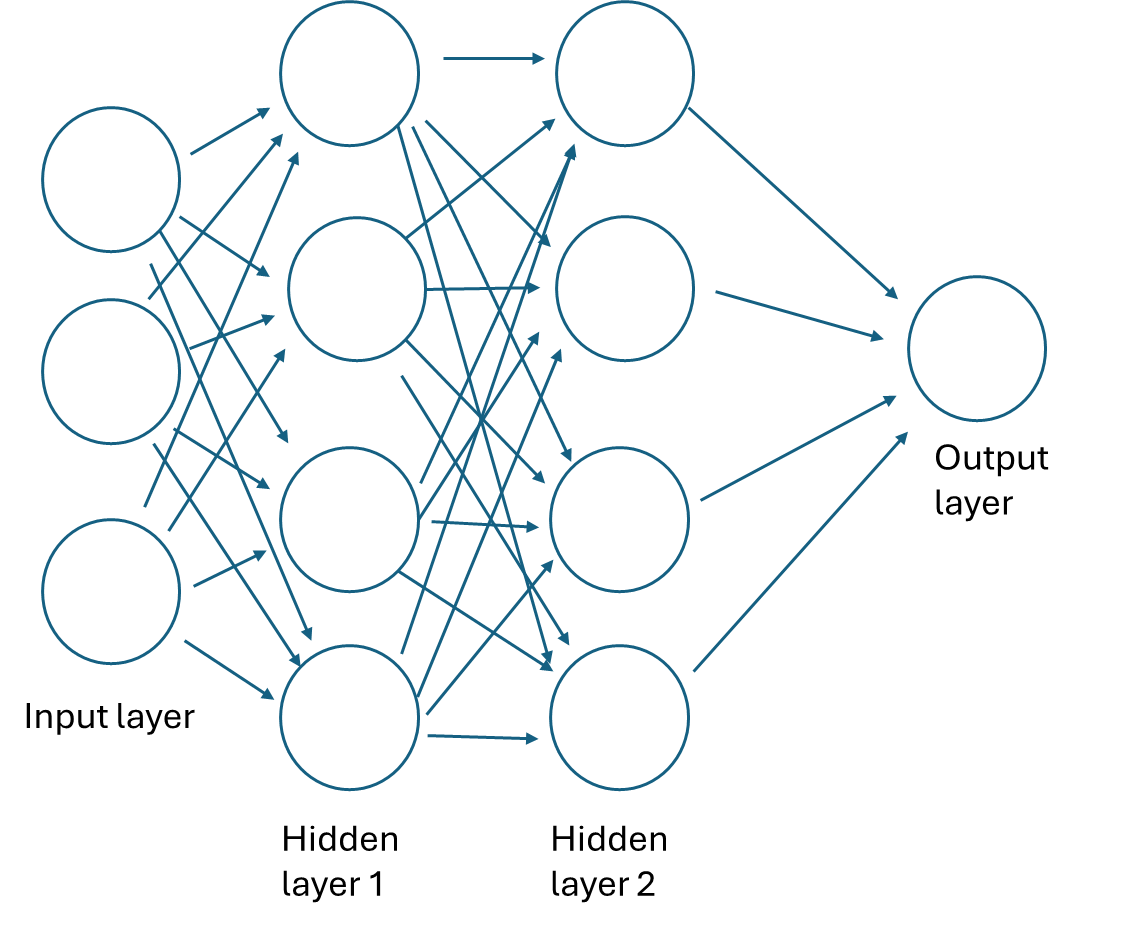 Output
layer
Input layer
Hidden
layer 1
Hidden
layer 2